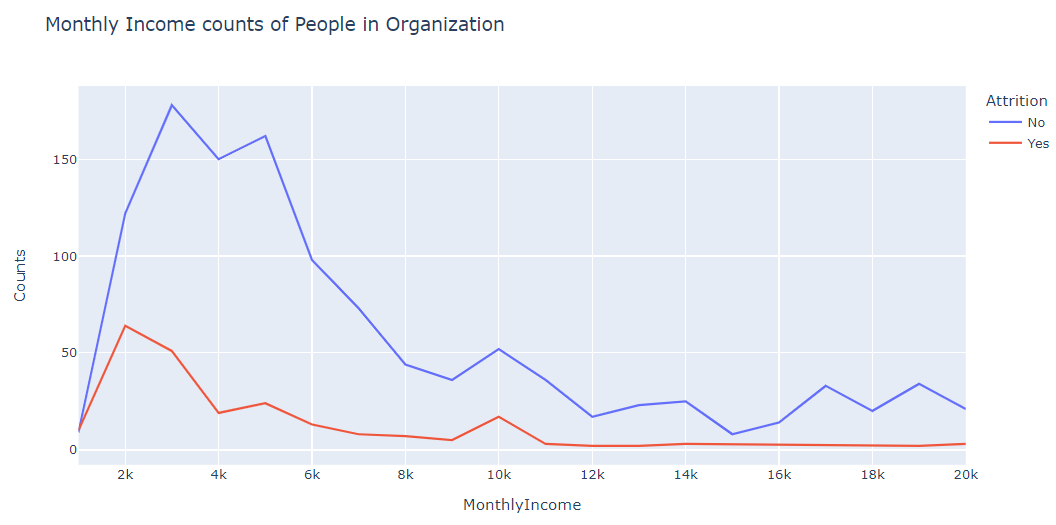 Monthly Income counts of People in Organization
Attrition
No
Yes
150
100
50
0
Counts
2k
4k
6k
8k
10k
12k
14k
16k
18k
20k
MonthlyIncome